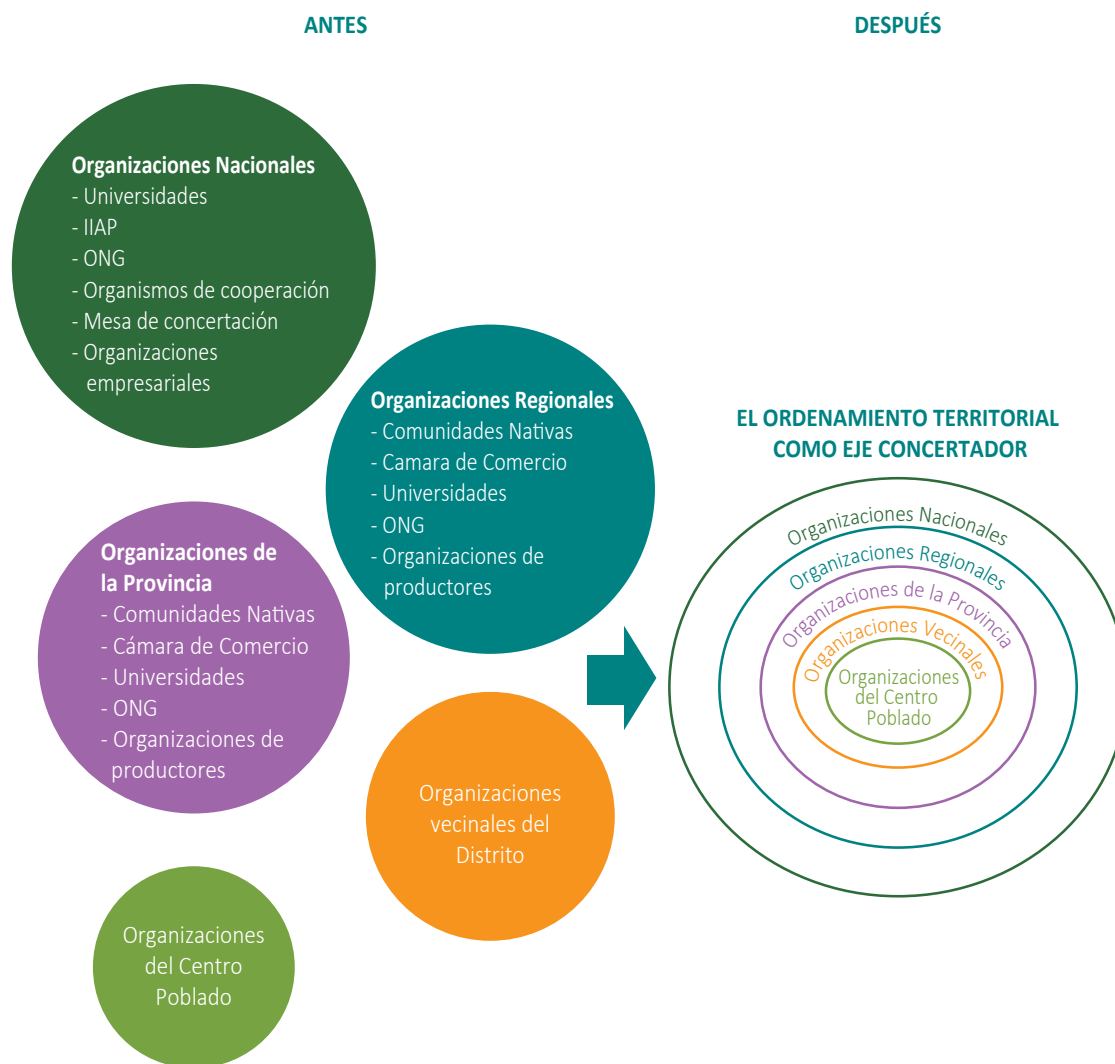 ANTES
DESPUÉS
Organizaciones Nacionales
- Universidades
- IIAP
- ONG
- Organismos de cooperación
- Mesa de concertación
- Organizaciones
empresariales
Organizaciones Regionales
- Comunidades Nativas
- Camara de Comercio
- Universidades
- ONG
- Organizaciones de
productores
Organizaciones de
la Provincia
- Comunidades Nativas
- Cámara de Comercio
- Universidades
- ONG
- Organizaciones de
productores
Organizaciones
vecinales del
Distrito
Organizaciones
del Centro
Poblado
EL ORDENAMIENTO TERRITORIAL
COMO EJE CONCERTADOR
Organizaciones Nacionales
Organizaciones Regionales
Organizaciones de la Provincia
Organizaciones Vecinales
Organizaciones
del Centro
Poblado